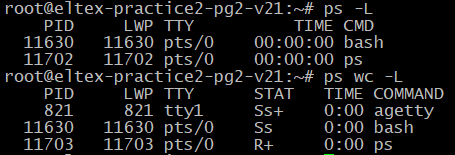 root@eltex-practice2-pg2-v21:~# ps -L
PID LWP TTY TIME CMD
11630 11630 pts/0 00:00:00 bash
11702 11702 pts/0 00:00:00 ps
root@eltex-practice2-pg2-v21:~# ps wc -L
PID LWP TTY STAT TIME COMMAND
821 821 tty1 Ss+ 0:00 agetty
11630 11630 pts/0 Ss 0:00 bash
11703 11703 pts/0 R+ 0:00 ps